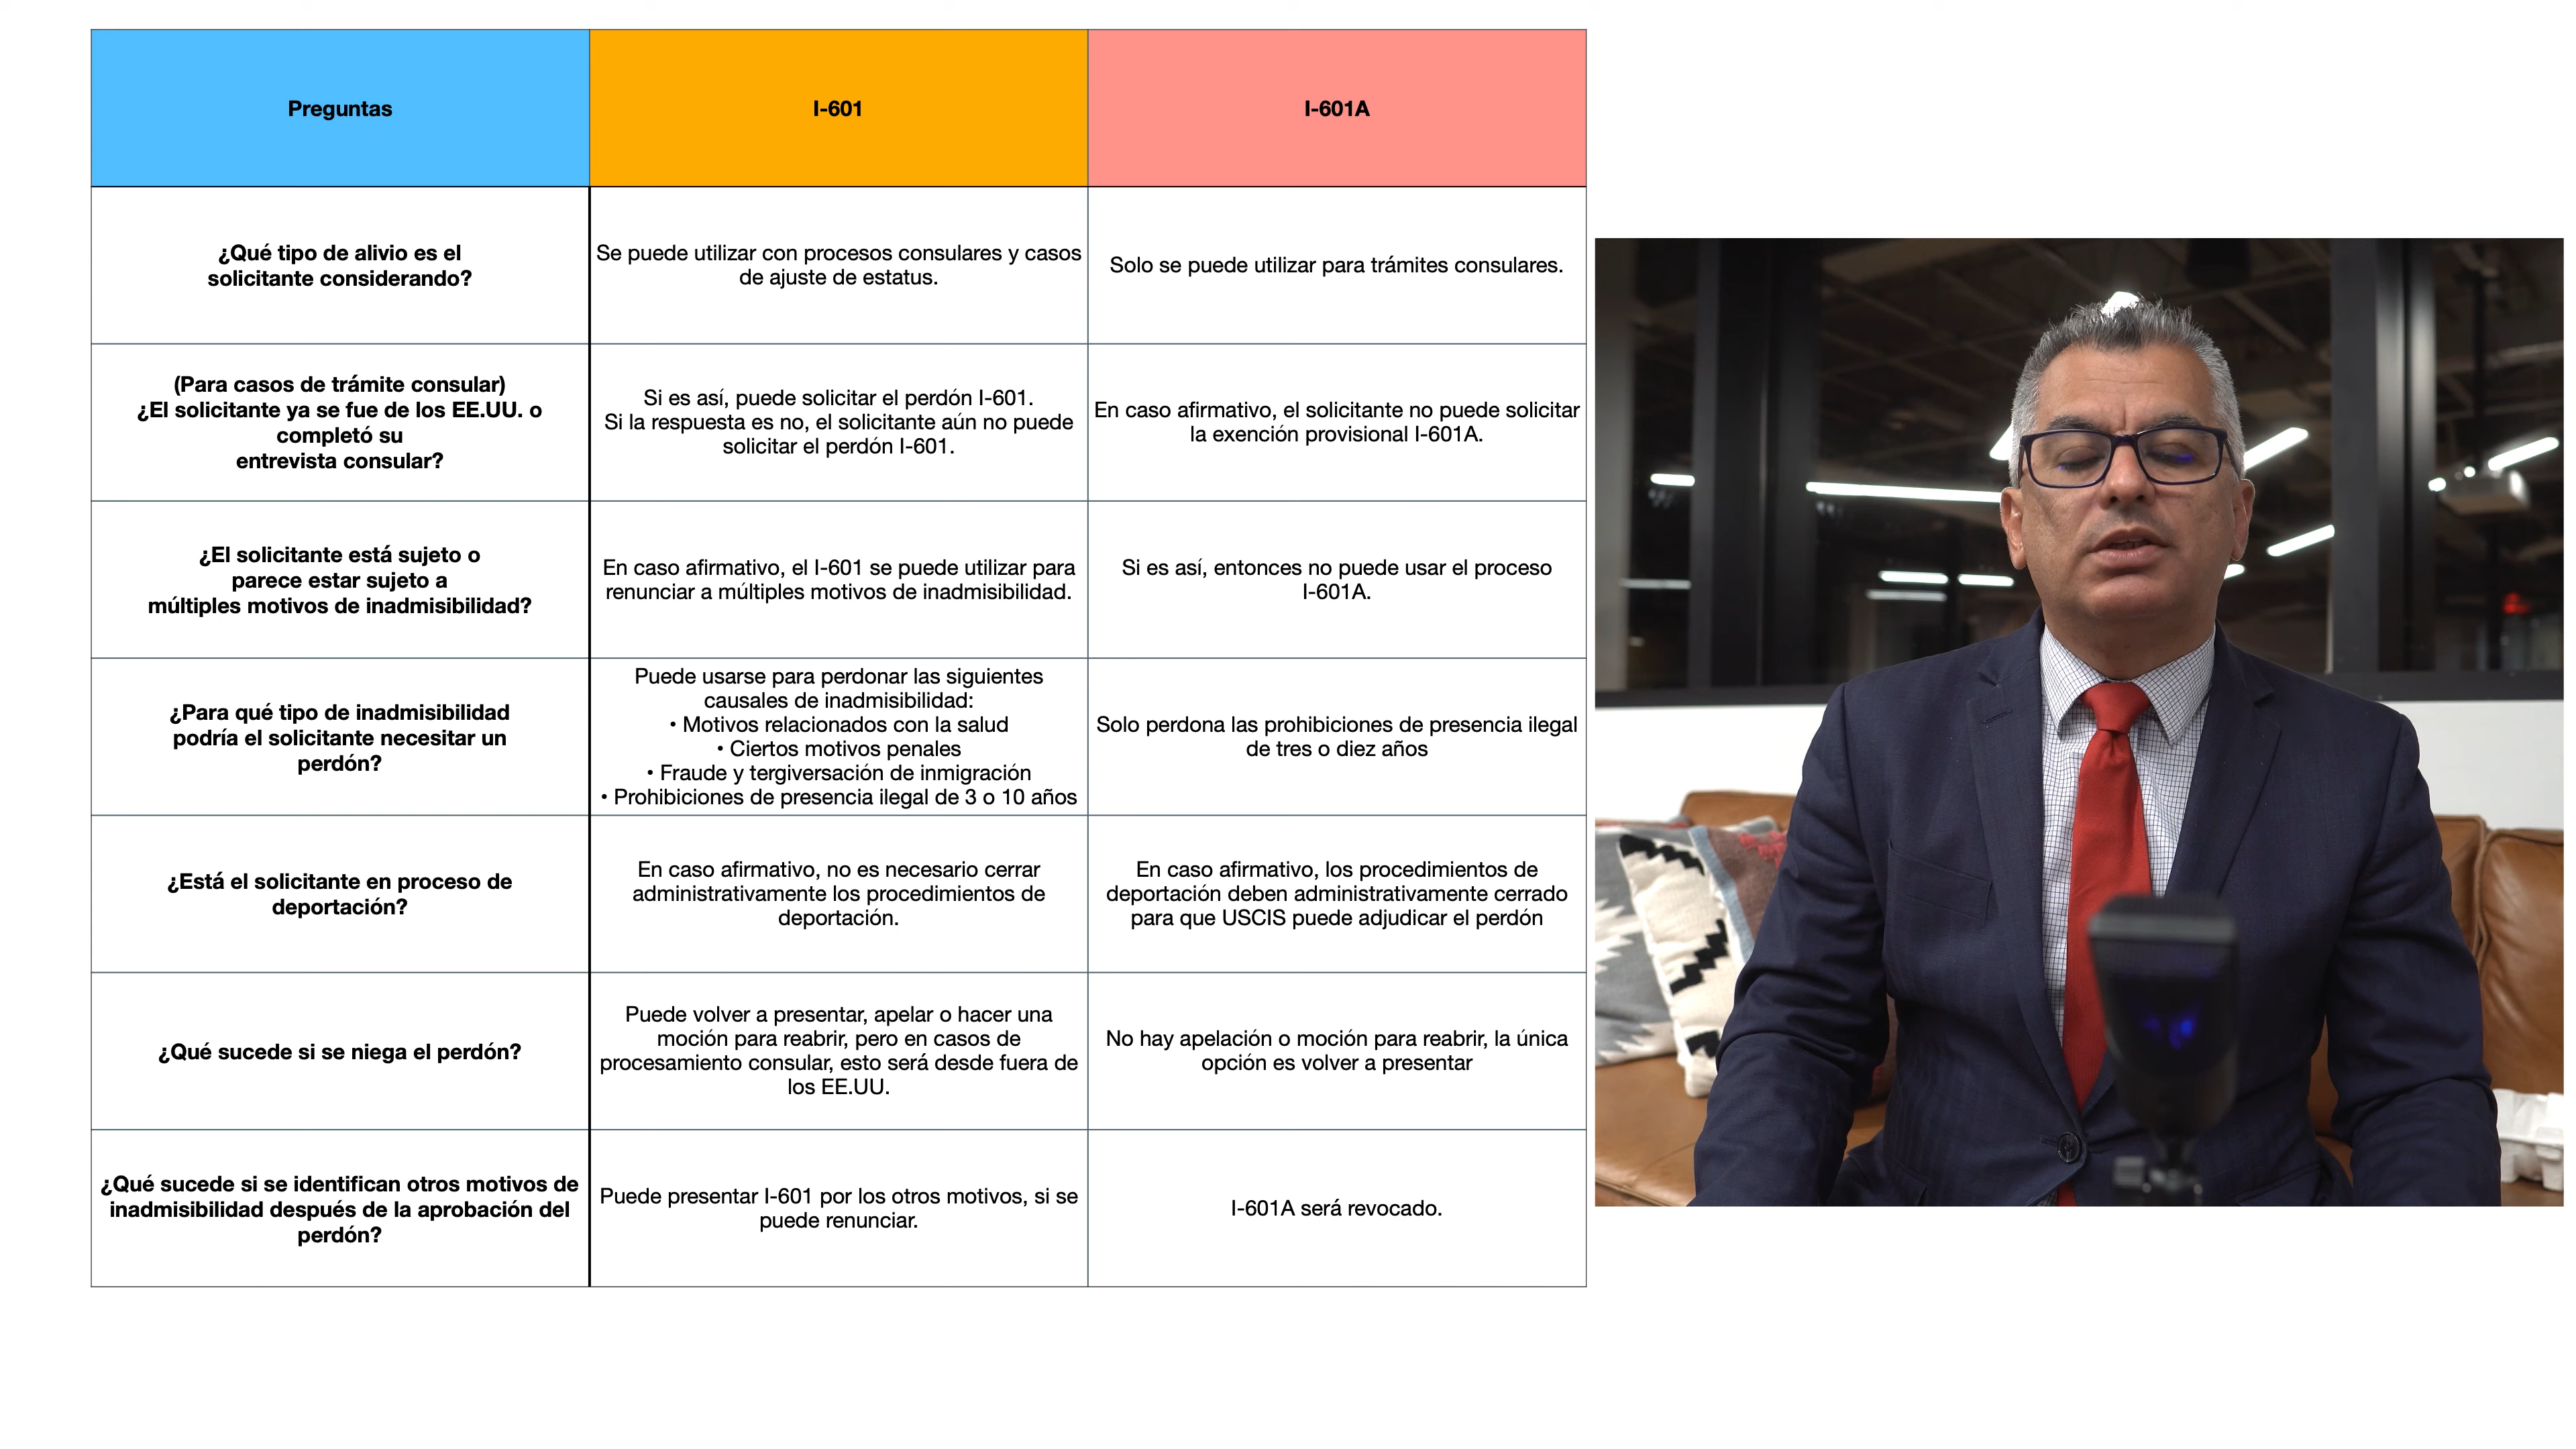 Preguntas
I-601
I-601A
¿Qué tipo de alivio es el
solicitante considerando?
Se puede utilizar con procesos consulares y casos
de ajuste de estatus.
Solo se puede utilizar para trámites consulares.
(Para casos de trámite consular)
¿El solicitante ya se fue de los EE.UU. o
completó su
entrevista consular?
Si es así, puede solicitar el perdón I-601.
Si la respuesta es no, el solicitante aún no puede
solicitar el perdón I-601.
En caso afirmativo, el solicitante no puede solicitar
la exención provisional I-601A.
¿El solicitante está sujeto o
parece estar sujeto a
múltiples motivos de inadmisibilidad?
En caso afirmativo, el I-601 se puede utilizar para
renunciar a múltiples motivos de inadmisibilidad.
Si es así, entonces no puede usar el proceso
I-601A.
¿Para qué tipo de inadmisibilidad
podría el solicitante necesitar un
perdón?
Puede usarse para perdonar las siguientes
causales de inadmisibilidad:
• Motivos relacionados con la salud
• Ciertos motivos penales
• Fraude y tergiversación de inmigración
• Prohibiciones de presencia ilegal de 3 o 10 años
Solo perdona las prohibiciones de presencia ilegal
de tres o diez años
¿Está el solicitante en proceso de
deportación?
En caso afirmativo, no es necesario cerrar
administrativamente los procedimientos de
deportación.
En caso afirmativo, los procedimientos de
deportación deben administrativamente cerrado
para que USCIS puede adjudicar el perdón
¿Qué sucede si se niega el perdón?
Puede volver a presentar, apelar o hacer una
moción para reabrir, pero en casos de
procesamiento consular, esto será desde fuera de
los EE.UU.
No hay apelación o moción para reabrir, la única
opción es volver a presentar
¿Qué sucede si se identifican otros motivos de
inadmisibilidad después de la aprobación del
perdón?
Puede presentar I-601 por los otros motivos, si se
puede renunciar.
I-601A será revocado.